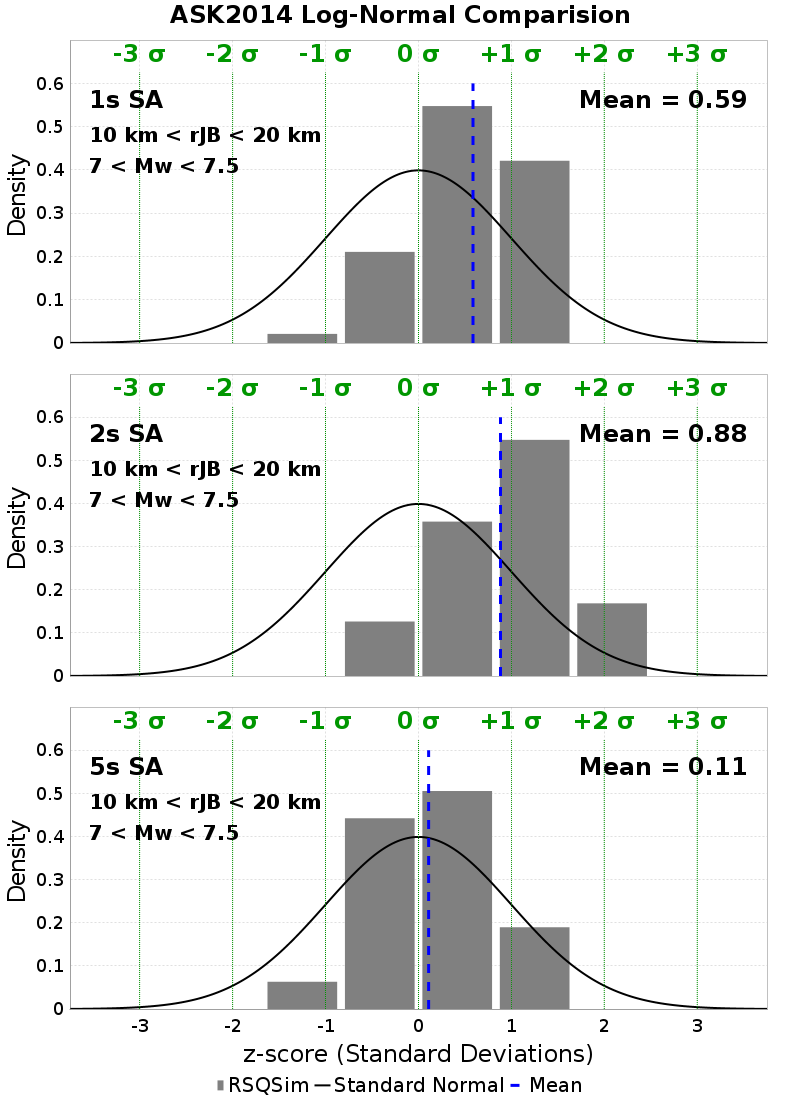 ASK2014 Log-Normal Comparision
-3 σ -2 σ -1 σ 0 σ +1 σ +2 σ +3 σ
1s SA
Mean = 0.59
10 km < rJB < 20 km
7 < Mw < 7.5
Density
0.6
0.5
0.4
0.3
0.2
0.1
0
-3 σ -2 σ -1 σ 0 σ +1 σ +2 σ +3 σ
2s SA
Mean = 0.88
10 km < rJB < 20 km
7 < Mw < 7.5
Density
0.6
0.5
0.4
0.3
0.2
0.1
0
-3 σ -2 σ -1 σ 0 σ +1 σ +2 σ +3 σ
5s SA
Mean = 0.11
10 km < rJB < 20 km
7 < Mw < 7.5
Density
0.6
0.5
0.4
0.3
0.2
0.1
0
-3 -2 -1 0 1 2 3
z-score (Standard Deviations)
RSQSim Standard Normal Mean